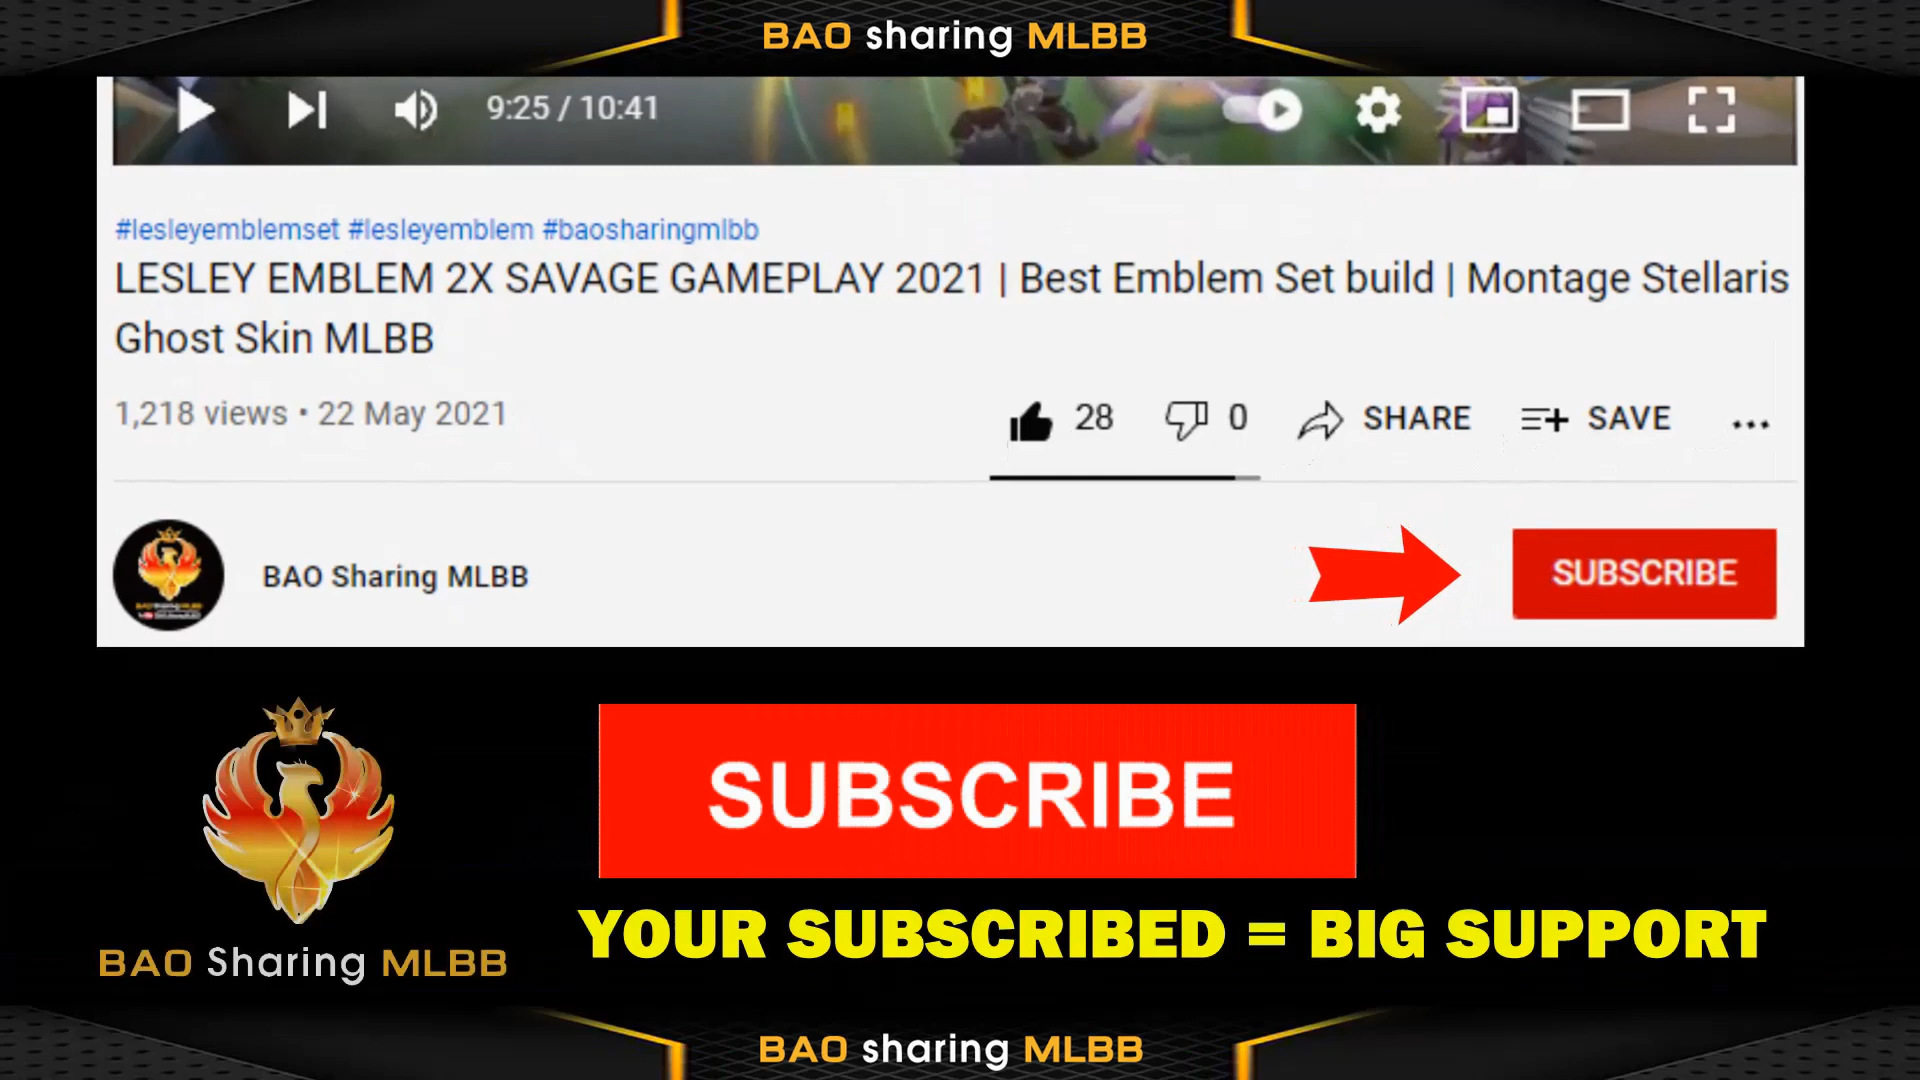 BAO sharing MLBB
9:25 / 10:41
#lesleyemblemset #lesleyemblem #baosharingmlbb
LESLEY EMBLEM 2X SAVAGE GAMEPLAY 2021 | Best Emblem Set build | Montage Stellaris
Ghost Skin MLBB
1,218 views • 22 May 2021
28 0 SHARE SAVE ...
BAO Sharing MLBB
SUBSCRIBE
SUBSCRIBE
YOUR SUBSCRIBED = BIG SUPPORT
BAO Sharing MLBB
BAO sharing MLBB